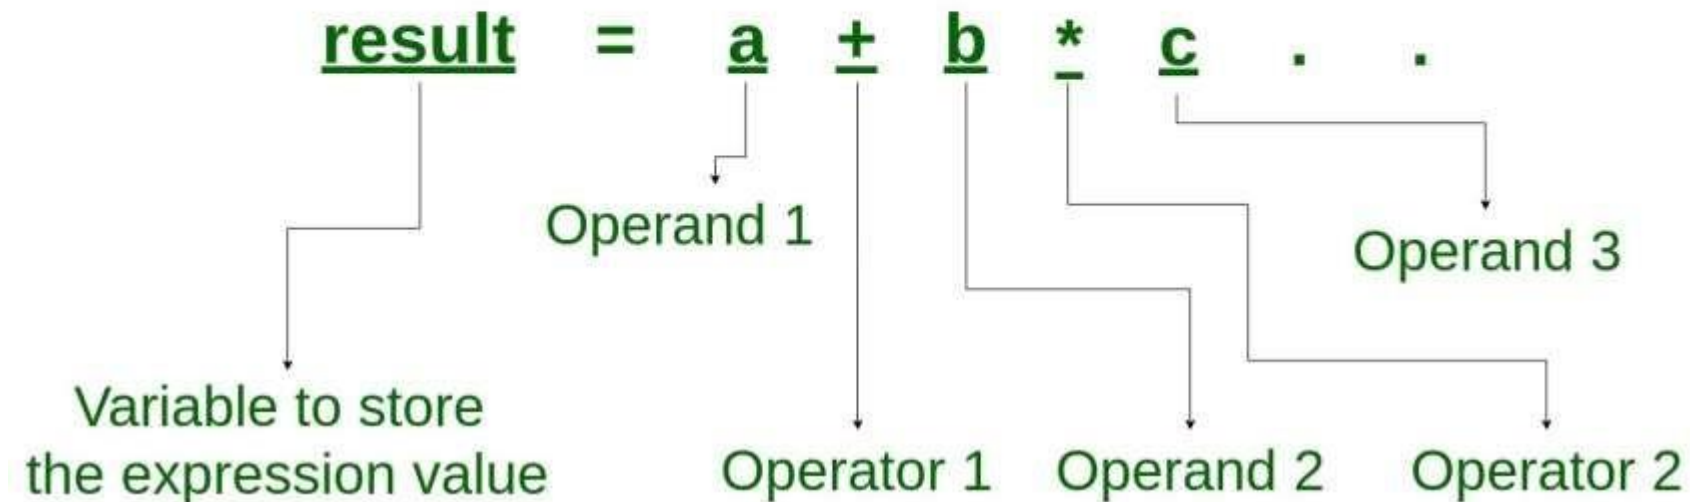 result = a + b * c . .
Operand 1
Operand 3
Variable to store
the expression value
Operator 1
Operand 2
Operator 2